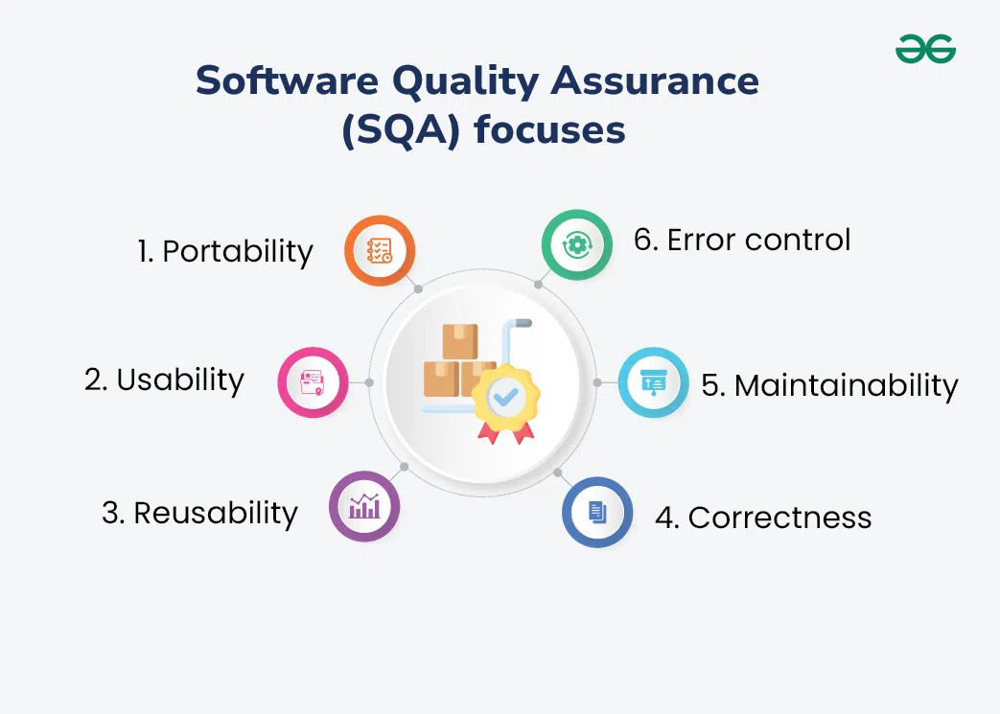 Software Quality Assurance
(SQA) focuses
1. Portability
2. Usability
3. Reusability
4. Correctness
5. Maintainability
6. Error control